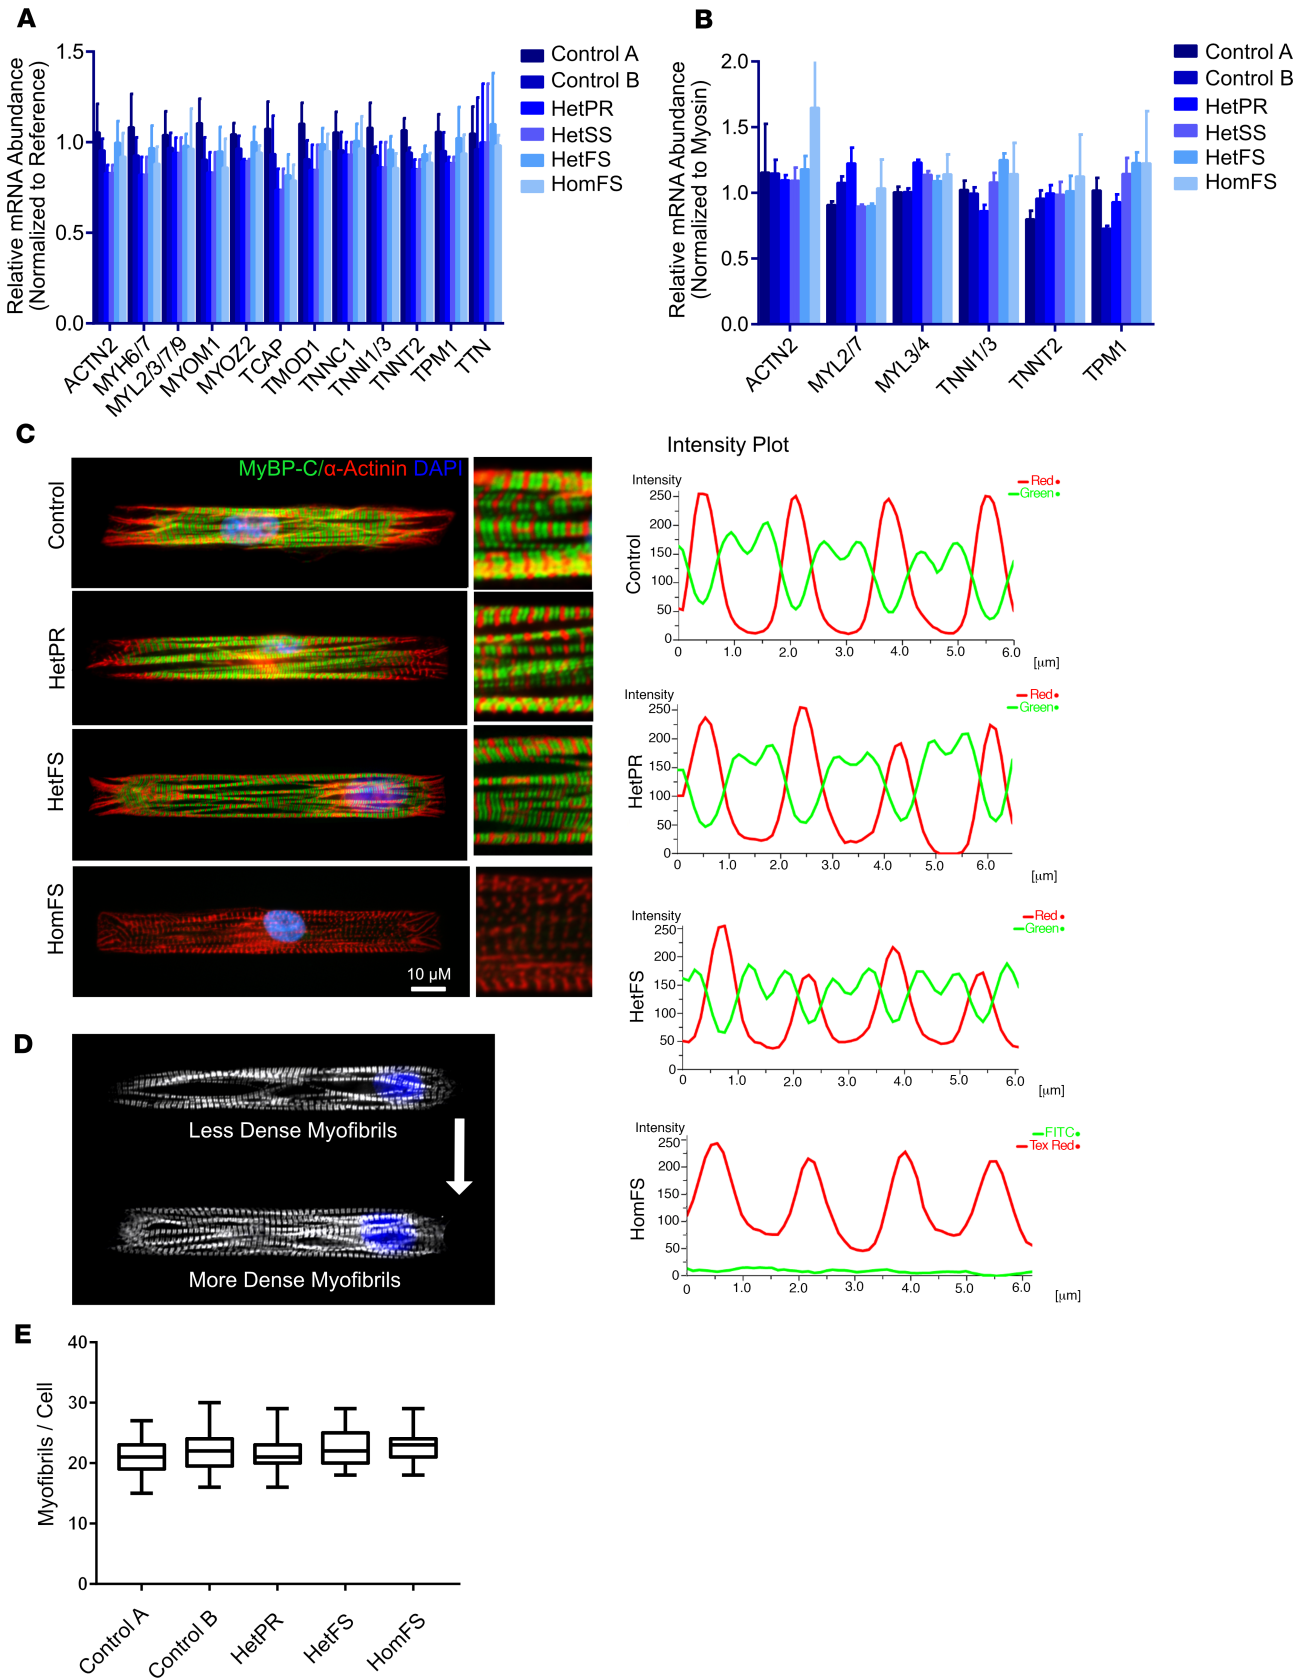 A
Relative mRNA Abundance
(Normalized to Reference)
1.5
1.0
0.5
0.0
ACTN2
MYH6/7
MYL2/3/7/9
MYOM1
MYOZ2
TCAP
TMOD1
TNNC1
TNNI1/3
TNNT2
TPM1
TTN
Control A
Control B
HetPR
HetSS
HetFS
HomFS
B
Relative mRNA Abundance
(Normalized to Myosin)
2.0
1.5
1.0
0.5
0.0
ACTN2
MYL2/7
MYL3/4
TNNI1/3
TNNT2
TPM1
Control A
Control B
HetPR
HetSS
HetFS
HomFS
C
MyBP-C/α-Actinin DAPI
Control
HetPR
HetFS
HomFS
10 µM
Intensity Plot
Control
Intensity
250
200
150
100
50
0
0 1.0 2.0 3.0 4.0 5.0 6.0
[µm]
Red
Green
HetPR
Intensity
250
200
150
100
50
0
0 1.0 2.0 3.0 4.0 5.0 6.0
[µm]
Red
Green
HetFS
Intensity
250
200
150
100
50
0
0 1.0 2.0 3.0 4.0 5.0 6.0
[µm]
Red
Green
HomFS
Intensity
250
200
150
100
50
0
0 1.0 2.0 3.0 4.0 5.0 6.0
[µm]
FITC
Tex Red
D
Less Dense Myofibrils
More Dense Myofibrils
E
Myofibrils / Cell
40
30
20
10
0
Control A
Control B
HetPR
HetFS
HomFS